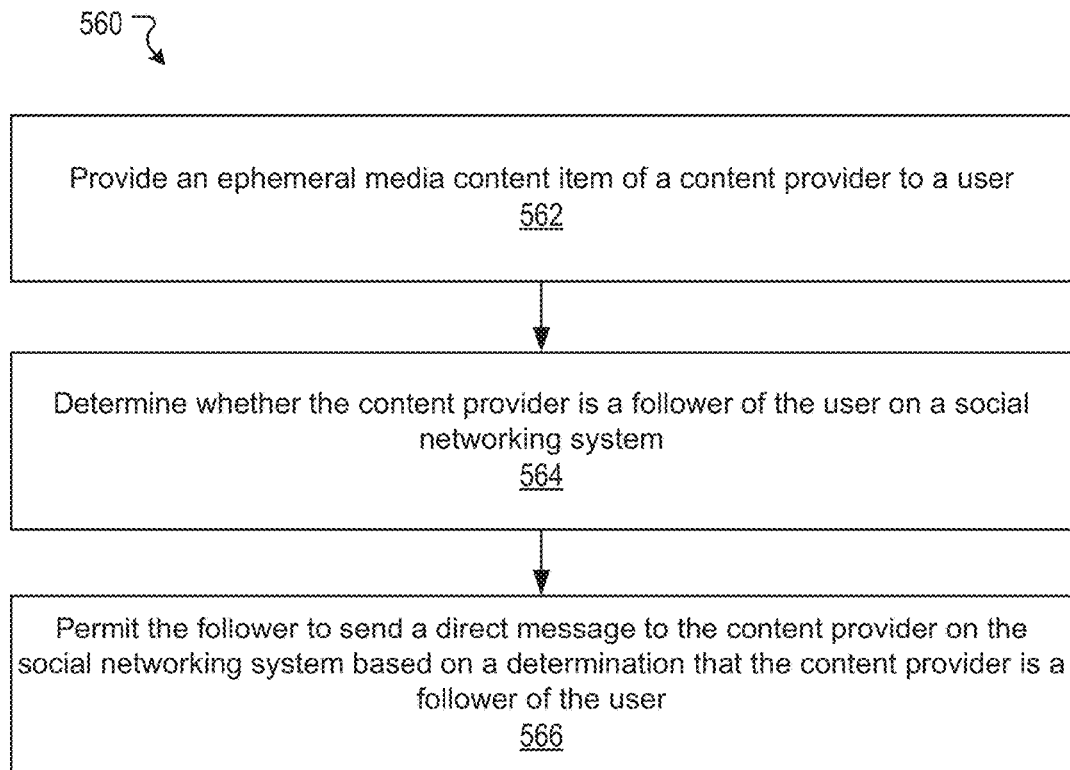 560
Provide an ephemeral media content item of a content provider to a user
562
Determine whether the content provider is a follower of the user on a social
networking system
564
Permit the follower to send a direct message to the content provider on the
social networking system based on a determination that the content provider is a
follower of the user
566